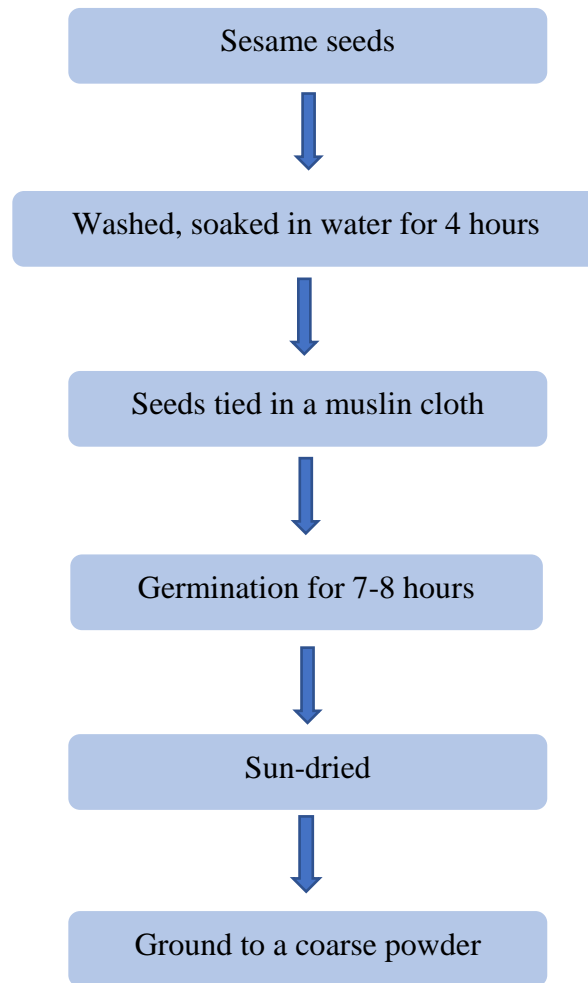 Sesame seeds
Washed, soaked in water for 4 hours
Seeds tied in a muslin cloth
Germination for 7-8 hours
Sun-dried
Ground to a coarse powder